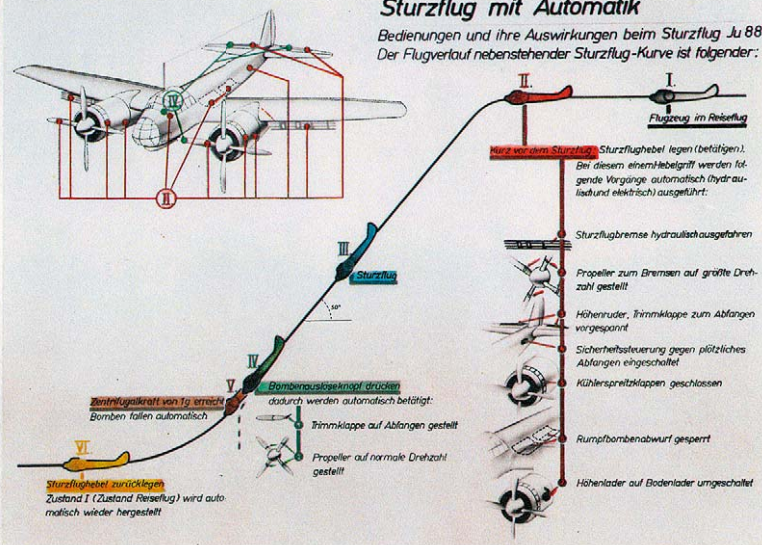 Sturzflug mit Automatik
Bedienungen und ihre Auswirkungen beim Sturzflug Ju 88
Der Flugverlauf nebenstehender Sturzflug-Kurve ist folgender:
IV
II
II.
I.
Flugzeug im Reiseflug
Kurz vor dem Sturzflug: Sturzflughebel legen (betätigen).
Bei diesem einem Hebelgriff werden fol-
gende Vorgänge automatisch (hydrau-
lisch und elektrisch) ausgeführt:
Sturzflugbremse hydraulisch ausgefahren
Propeller zum Bremsen auf größte Dreh-
zahl gestellt
Höhenruder, Trimmklappe zum Abfangen
vorgespannt
Sicherheitssteuerung gegen plötzliches
Abfangen eingeschaltet
Kühlerspreitzklappen geschlossen
Rumpfbombenabwurf gesperrt
Höhenlader auf Bodenlader umgeschaltet
III.
Sturzflug
50°
IV
Bombenauslöseknopf drücken
dadurch werden automatisch betätigt:
Trimmklappe auf Abfangen gestellt
Propeller auf normale Drehzahl
gestellt
V.
Zentrifugalkraft von 1g erreicht
Bomben fallen automatisch
VI
Sturzflughebel zurücklegen
Zustand I (Zustand Reiseflug) wird auto-
matisch wieder hergestellt